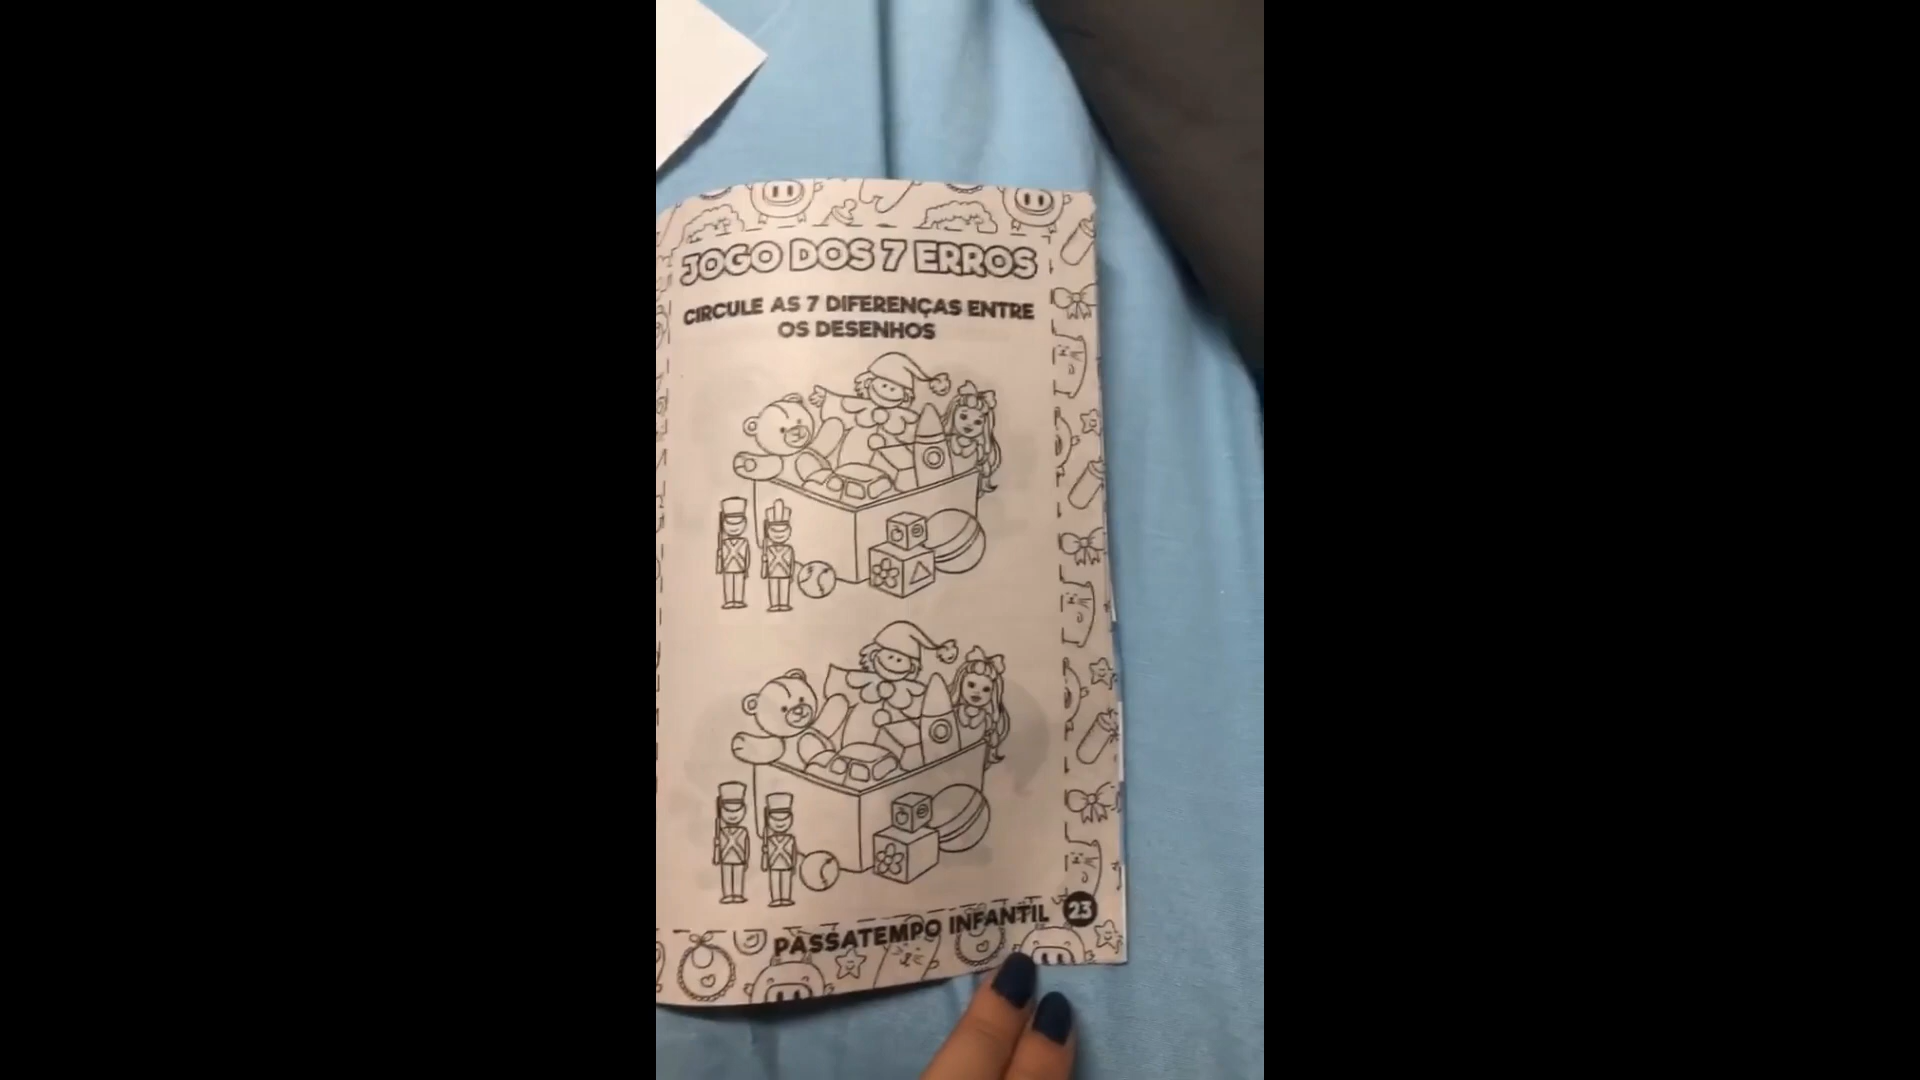 JOGO DOS 7 ERROS
CIRCULE AS 7 DIFERENÇAS ENTRE
OS DESENHOS
PASSATEMPO INFANTIL 23